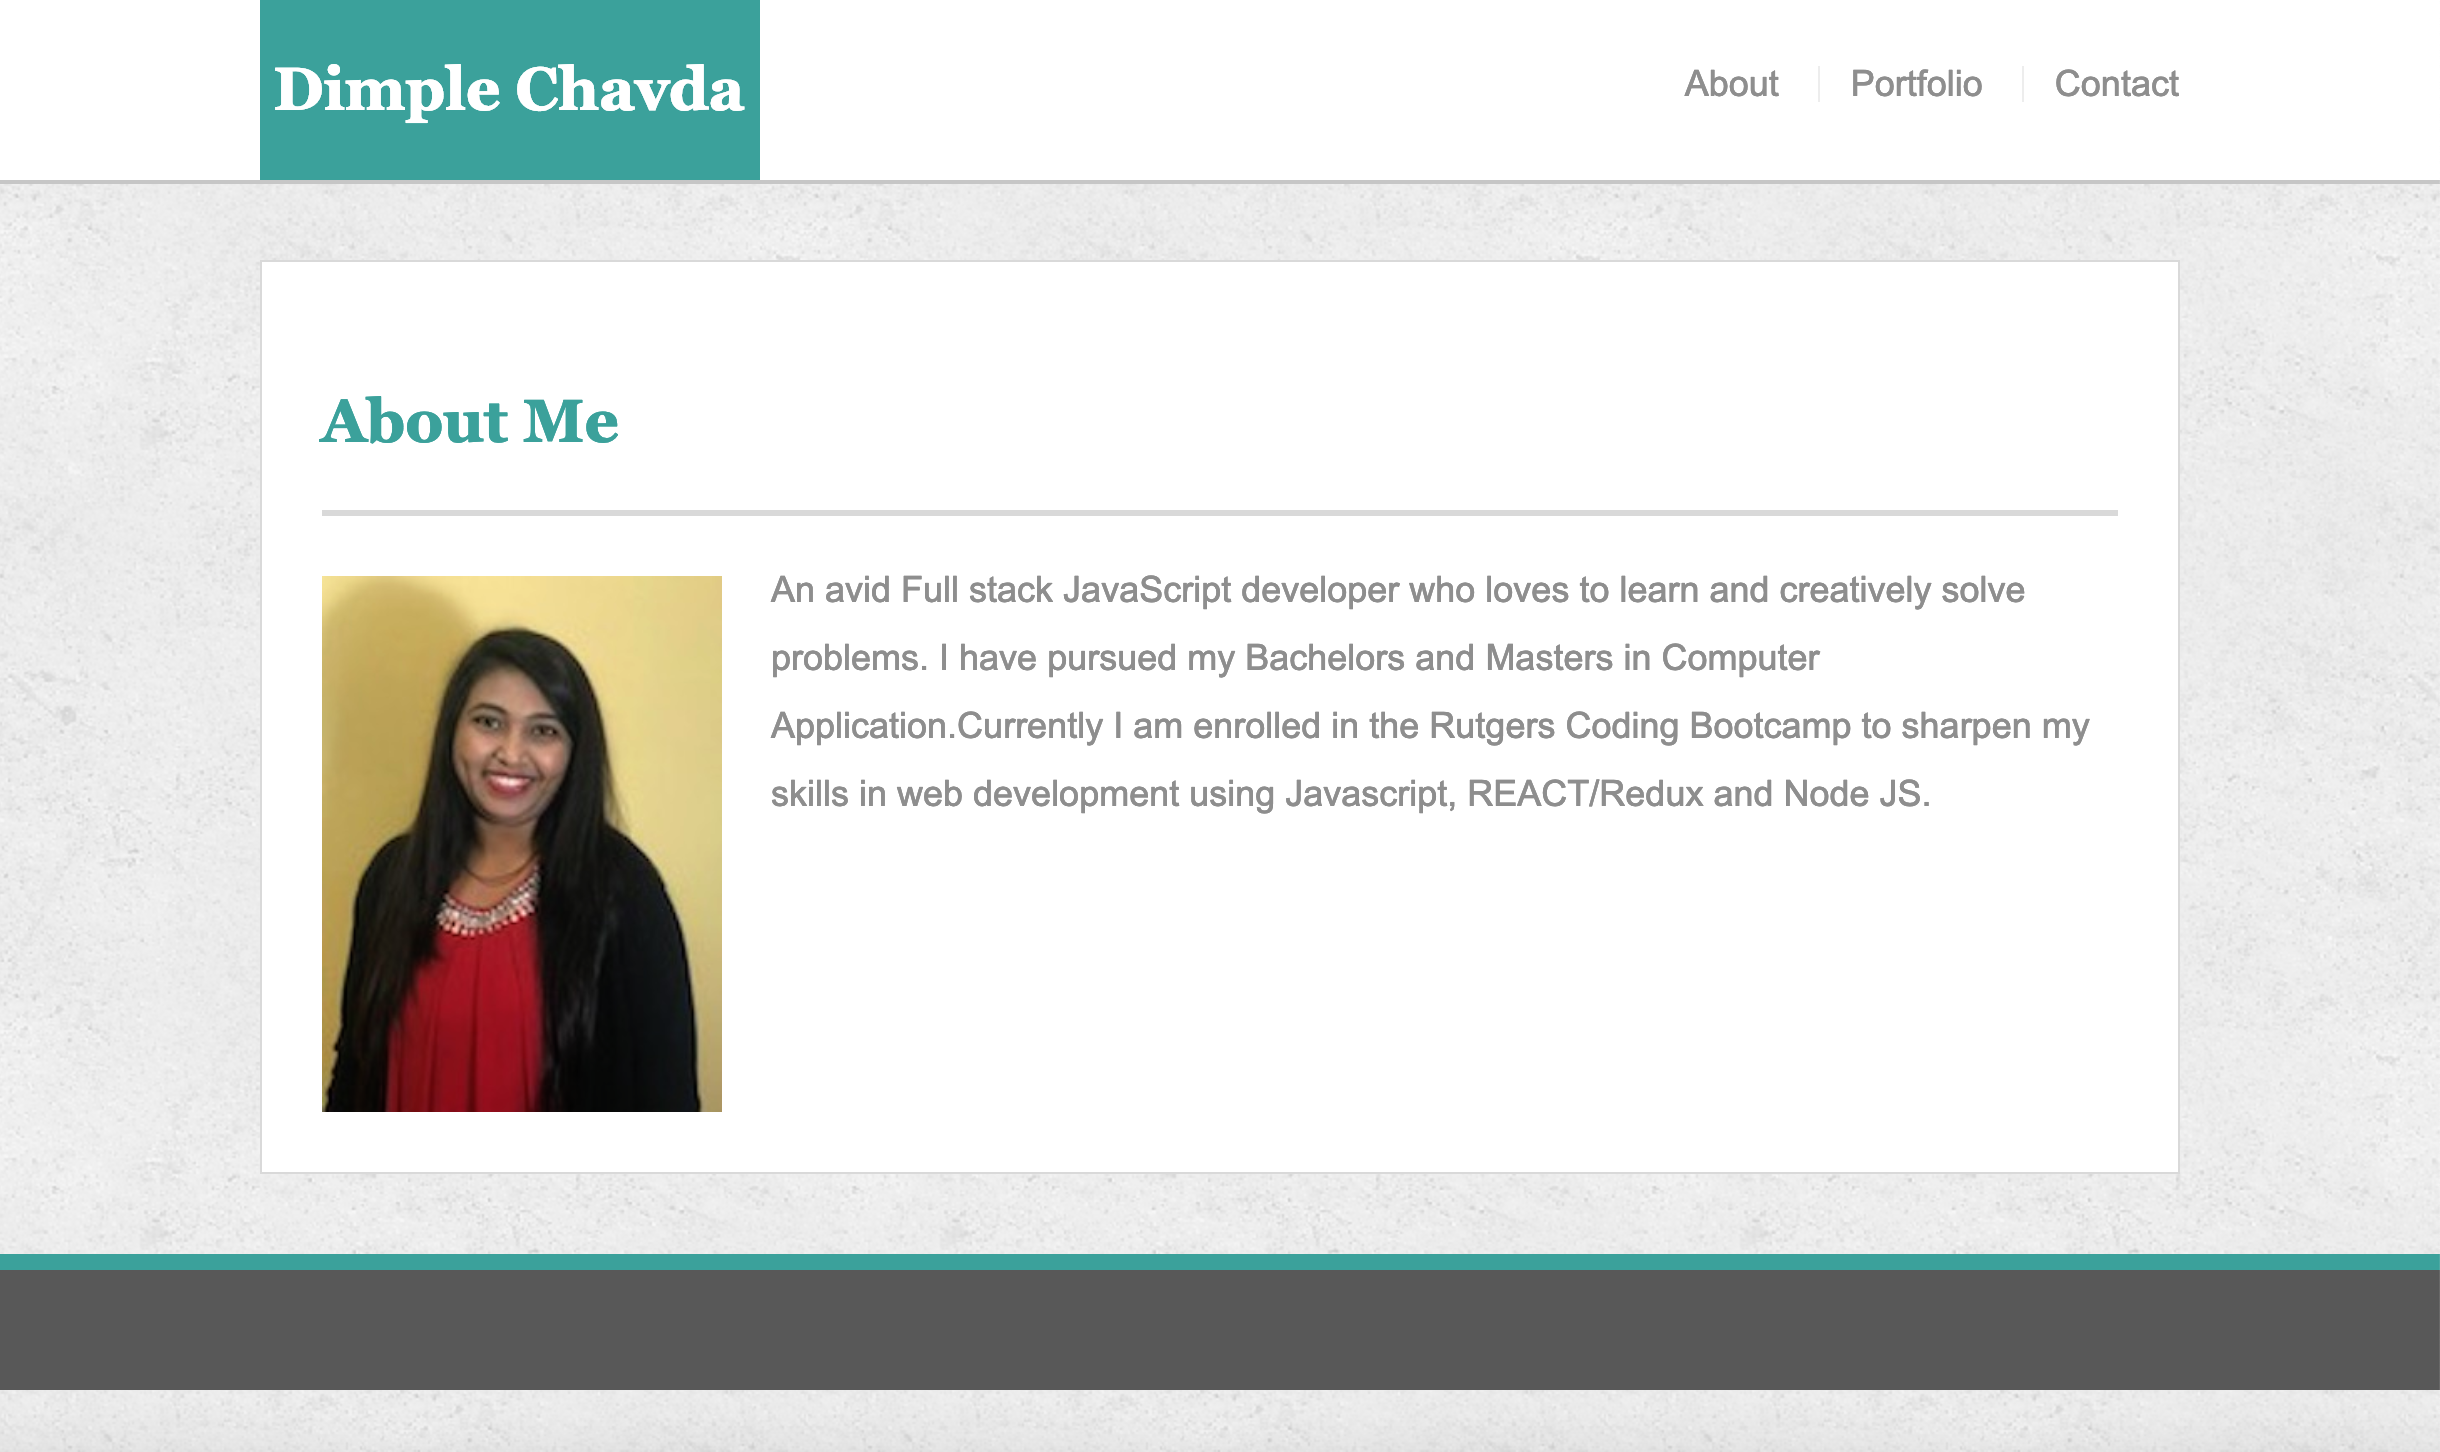 Dimple Chavda
About
Portfolio
Contact
About Me
An avid Full stack JavaScript developer who loves to learn and creatively solve
problems. I have pursued my Bachelors and Masters in Computer
Application.Currently I am enrolled in the Rutgers Coding Bootcamp to sharpen my
skills in web development using Javascript, REACT/Redux and Node JS.